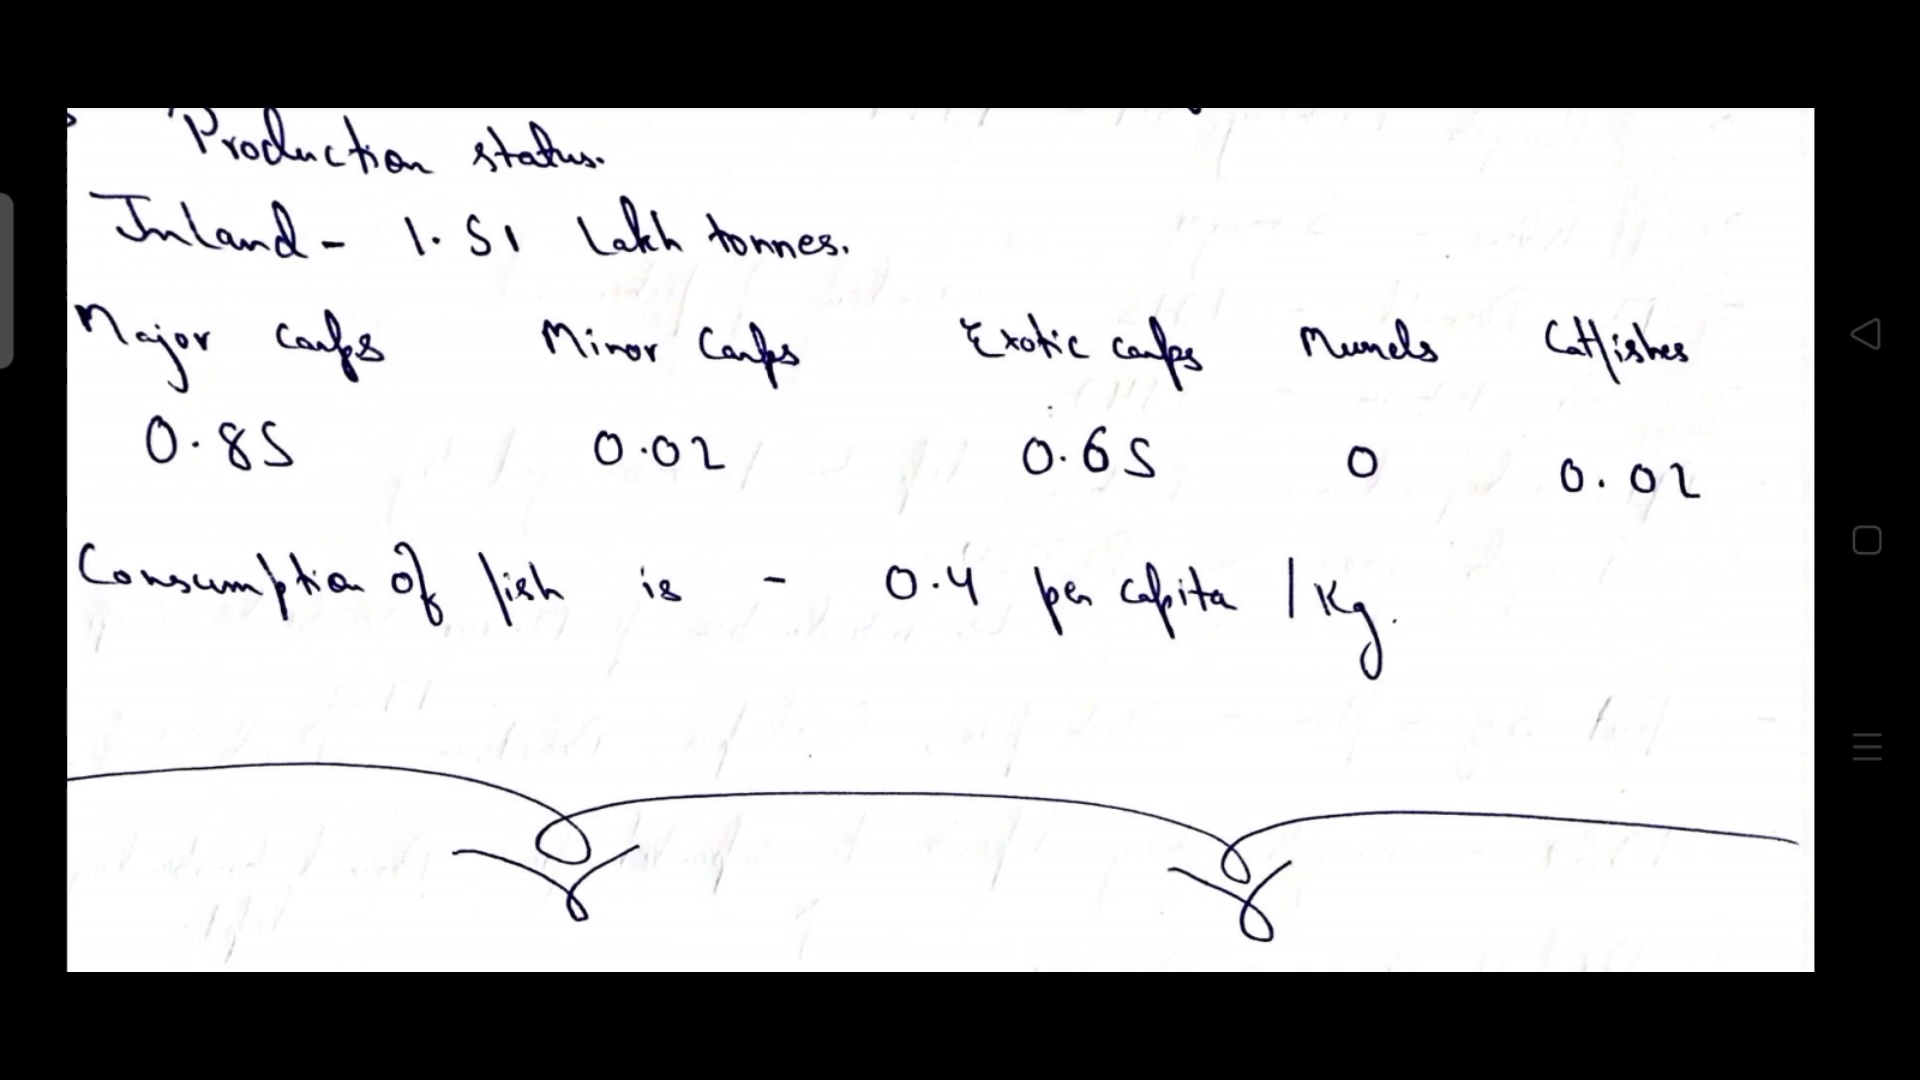 Production status.
Inland - 1.51 Lakh tonnes.
Major Carps Minor Carps Exotic carps Murrels Catfishes
0.85 0.02 0.65 0 0.02
Consumption of fish is - 0.4 per capita / Kg.